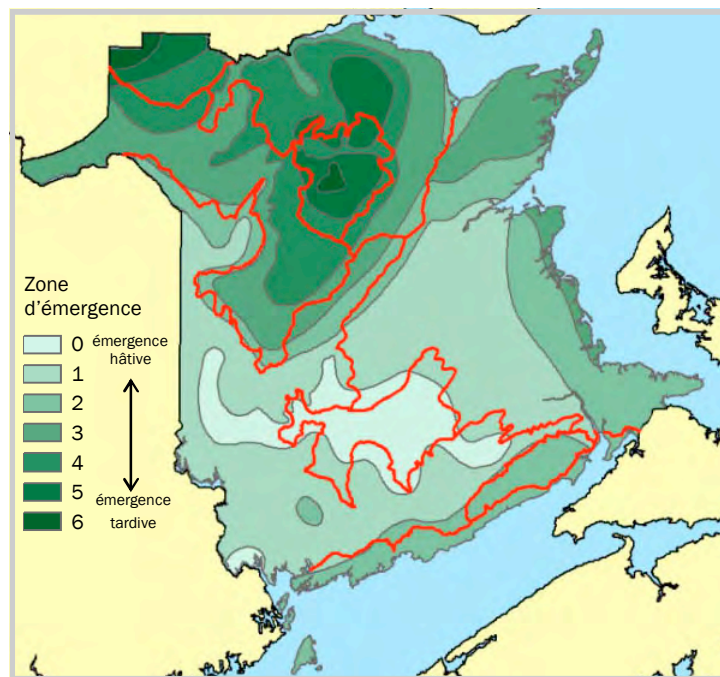 Zone
d'émergence
0 émergence
hâtive
1
2
3
4
5 émergence
6 tardive